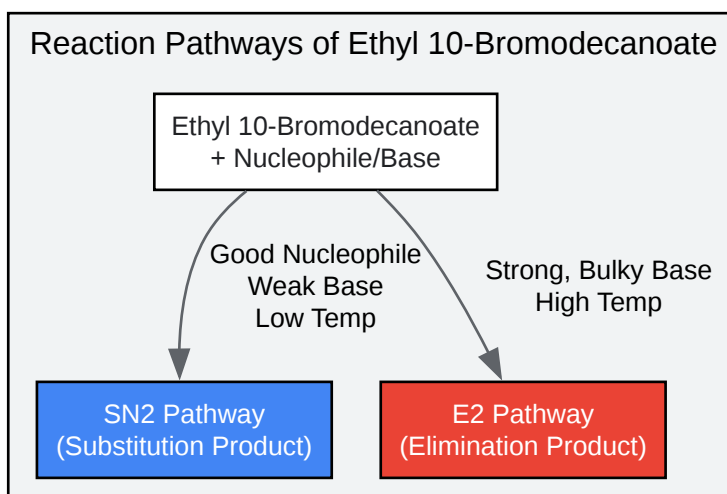 Reaction Pathways of Ethyl 10-Bromodecanoate
Ethyl 10-Bromodecanoate
+ Nucleophile/Base
Good Nucleophile
Weak Base
Low Temp
Strong, Bulky Base
High Temp
SN2 Pathway
(Substitution Product)
E2 Pathway
(Elimination Product)